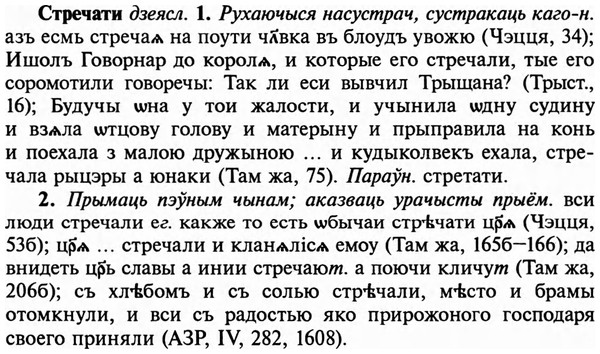 Стречати дзеясл. 1. Рухаючыся насустрач, сустракаць каго-н.
азъ есмь стречаѧ на поути чл҃вка въ блоудъ увожю (Чэцця, 34);
Ишолъ Говорнар до королѧ, и которые его стречали, тые его
соромотили говоречы: Так ли еси вывчил Трыщана? (Трыст.,
16); Будучы ѡна у тои жалости, и учынила ѡдну судину
и взѧла ѡтцову голову и матерыну и прыправила на конь
и поехала з малою дружыною ... и кудыколвекъ ехала, стре-
чала рыцэры а юнаки (Там жа, 75). Параўн. стретати.
2. Прымаць пэўным чынам; аказваць урачысты прыём. вси
люди стречали ег. какже то есть ѡбычаи стрѣчати цр҃ѧ (Чэцця,
53б); цр҃ѧ ... стречали и кланѧлісѧ емоу (Там жа, 165б—166); да
внидеть цр҃ь славы а инии стречают. а поючи кличут (Там жа,
206б); съ хлѣбомъ и съ солью стрѣчали, мѣсто и брамы
отомкнули, и вси съ радостью яко прирожоного господаря
своего приняли (АЗР, IV, 282, 1608).